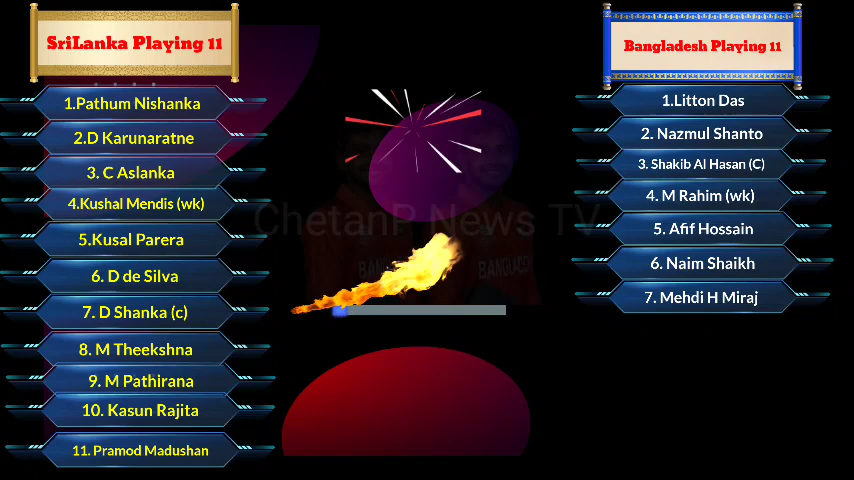 SriLanka Playing 11
1.Pathum Nishanka
2.D Karunaratne
3. C Aslanka
4.Kushal Mendis (wk)
5.Kusal Parera
6. D de Silva
7. D Shanka (c)
8. M Theekshna
9. M Pathirana
10. Kasun Rajita
11. Pramod Madushan
ChetanP News TV
BANGLADESH
Bangladesh Playing 11
1.Litton Das
2. Nazmul Shanto
3. Shakib Al Hasan (C)
4. M Rahim (wk)
5. Afif Hossain
6. Naim Shaikh
7. Mehdi H Miraj